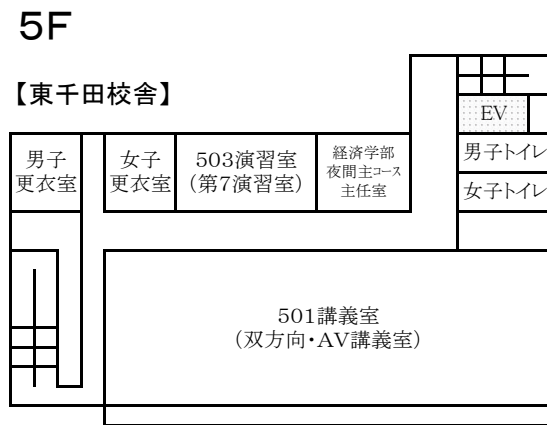 5F
【東千田校舎】
EV
男子
更衣室
女子
更衣室
503演習室
(第7演習室)
経済学部
夜間主コース
主任室
男子トイレ
女子トイレ
501講義室
(双方向・AV講義室)